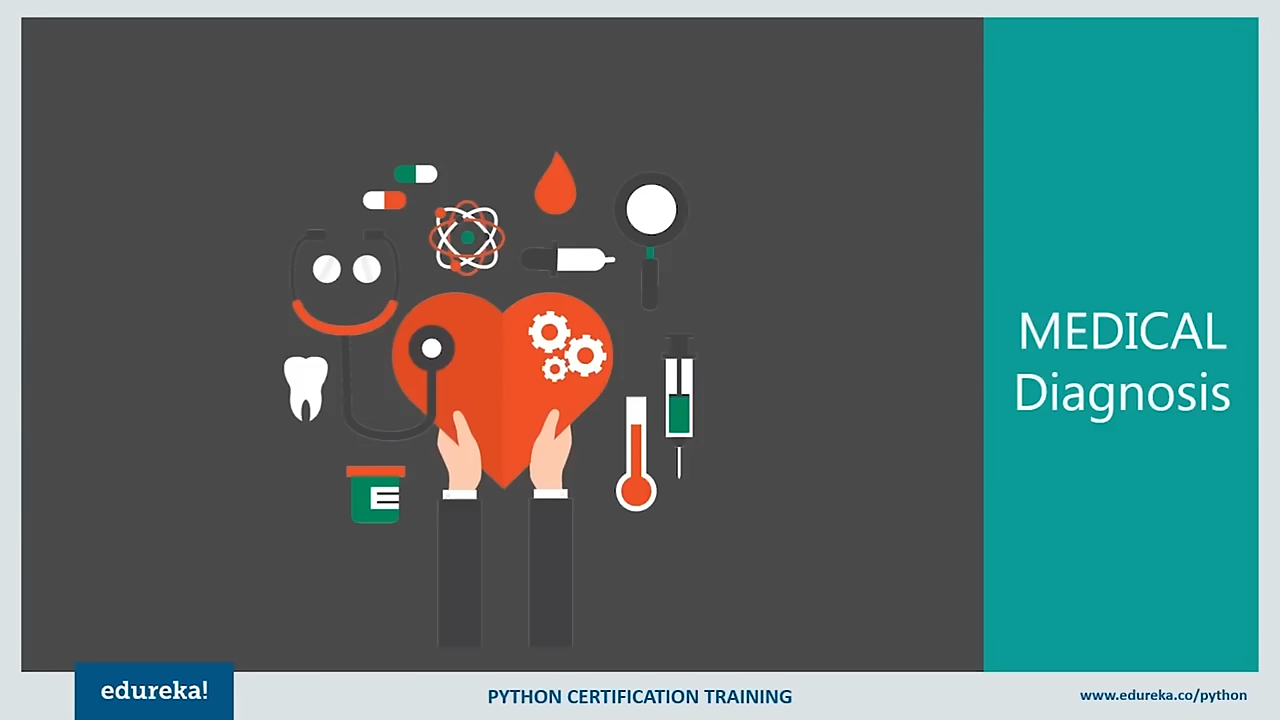 MEDICAL
Diagnosis
edureka!
PYTHON CERTIFICATION TRAINING
www.edureka.co/python